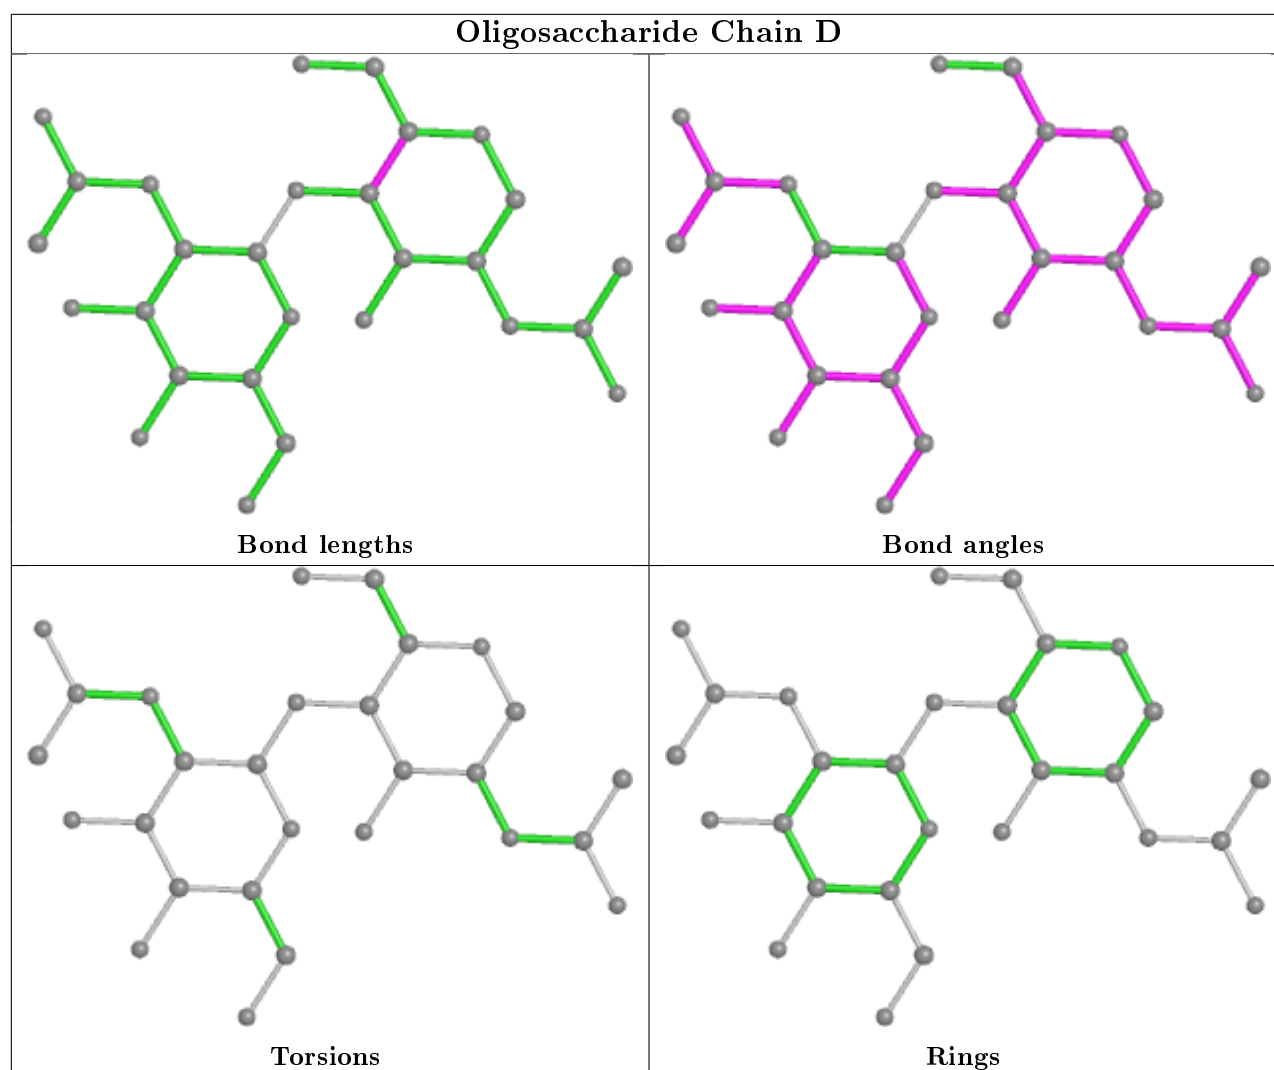 Oligosaccharide Chain D
Bond lengths
Bond angles
Torsions
Rings